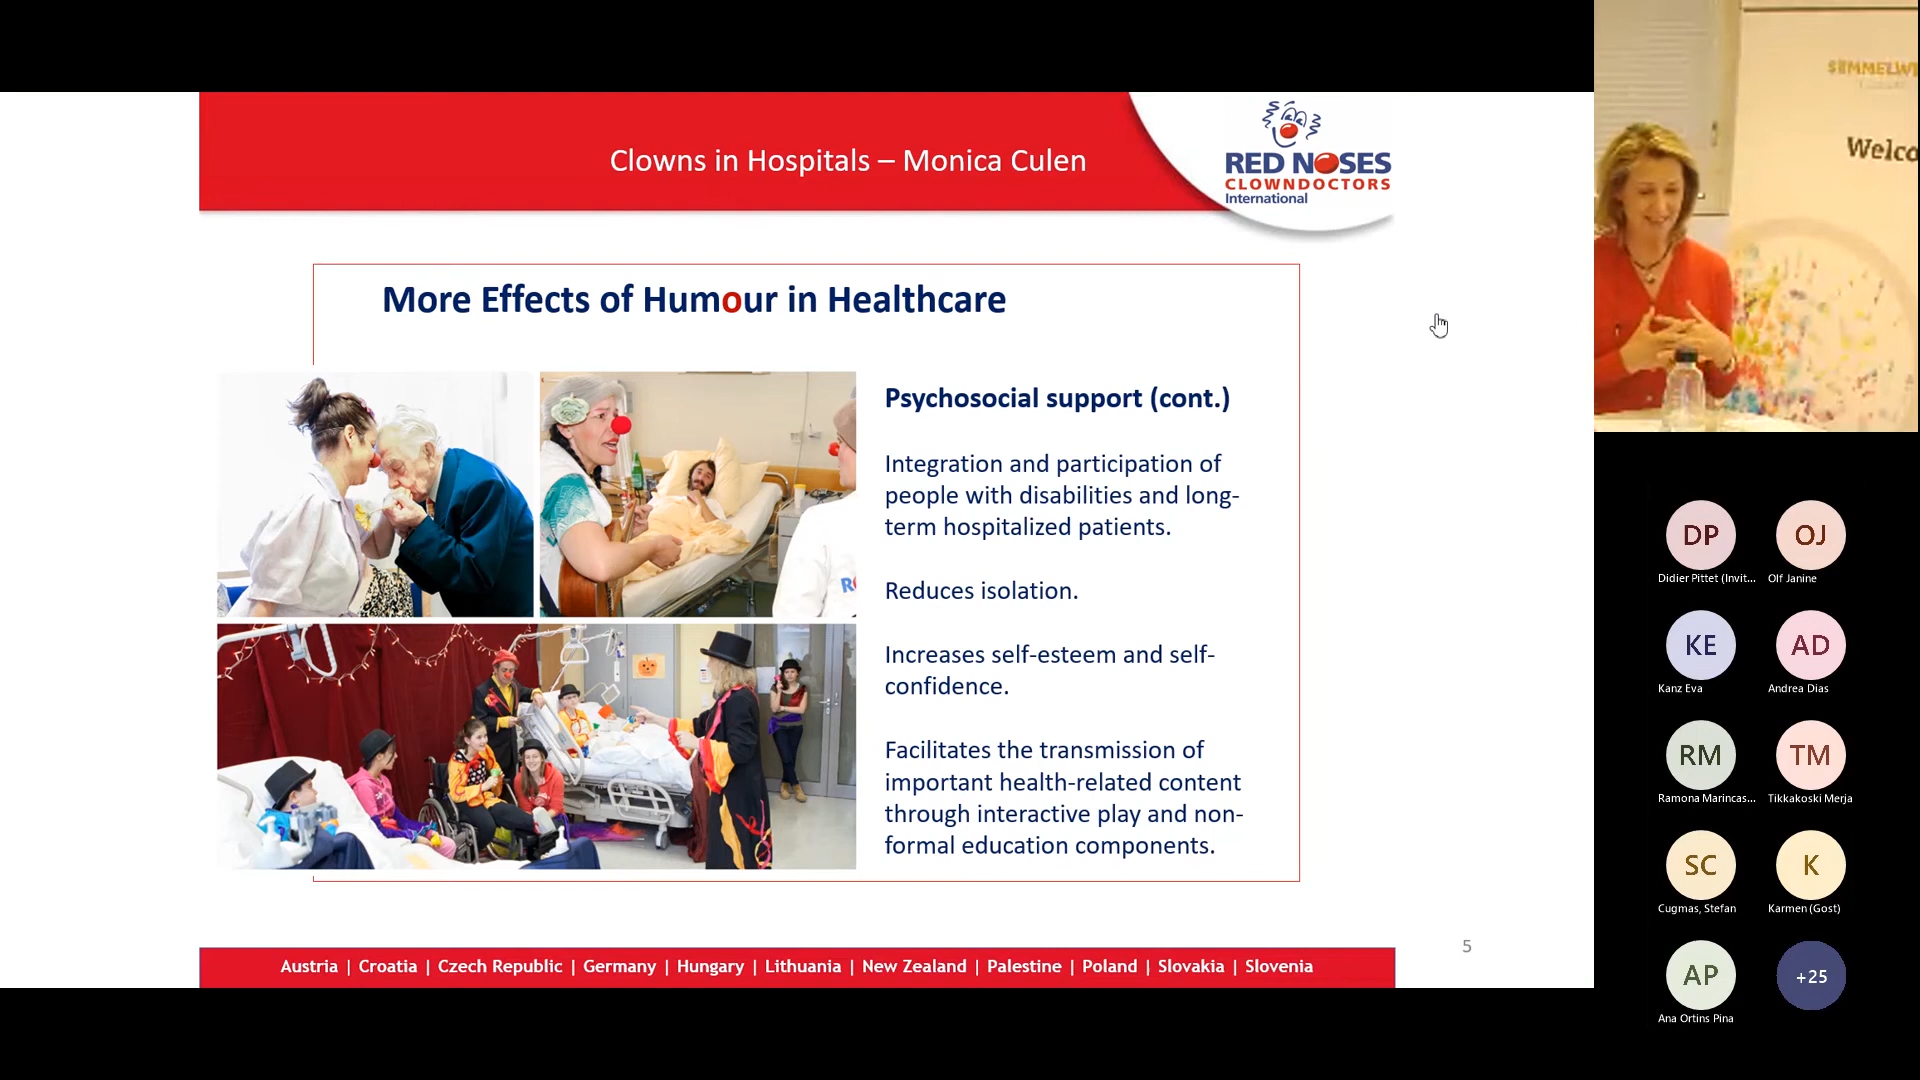 Clowns in Hospitals – Monica Culen
RED NOSES
CLOWNDOCTORS
International
More Effects of Humour in Healthcare
Psychosocial support (cont.)
Integration and participation of
people with disabilities and long-
term hospitalized patients.
Reduces isolation.
Increases self-esteem and self-
confidence.
Facilitates the transmission of
important health-related content
through interactive play and non-
formal education components.
5
Austria | Croatia | Czech Republic | Germany | Hungary | Lithuania | New Zealand | Palestine | Poland | Slovakia | Slovenia
SEMMELWE
Welco
DP
Didier Pittet (Invit...
OJ
Olf Janine
KE
Kanz Eva
AD
Andrea Dias
RM
Ramona Marincas...
TM
Tikkakoski Merja
SC
Cugmas, Stefan
K
Karmen (Gost)
AP
Ana Ortins Pina
+25